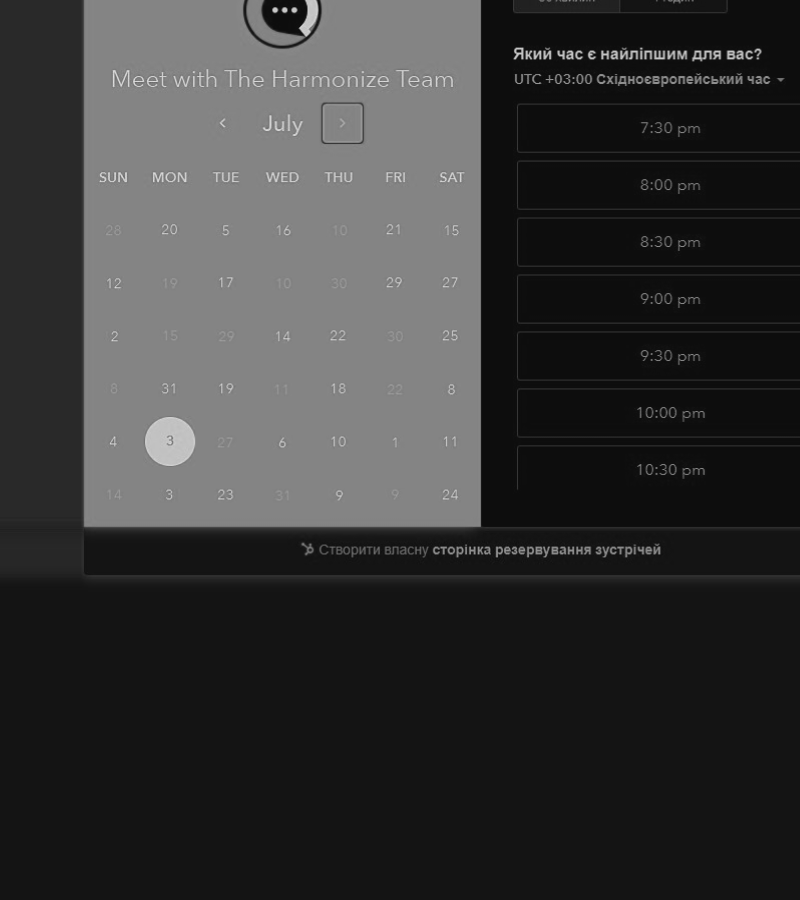 Meet with The Harmonize Team
July
SUN MON TUE WED THU FRI SAT
28 20 5 16 10 21 15
12 19 17 10 30 29 27
2 15 29 14 22 30 25
8 31 19 11 18 22 8
4 3 27 6 10 1 11
14 3 23 31 9 9 24
Який час є найліпшим для вас?
UTC +03:00 Східноєвропейський час
7:30 pm
8:00 pm
8:30 pm
9:00 pm
9:30 pm
10:00 pm
10:30 pm
Створити власну сторінка резервування зустрічей